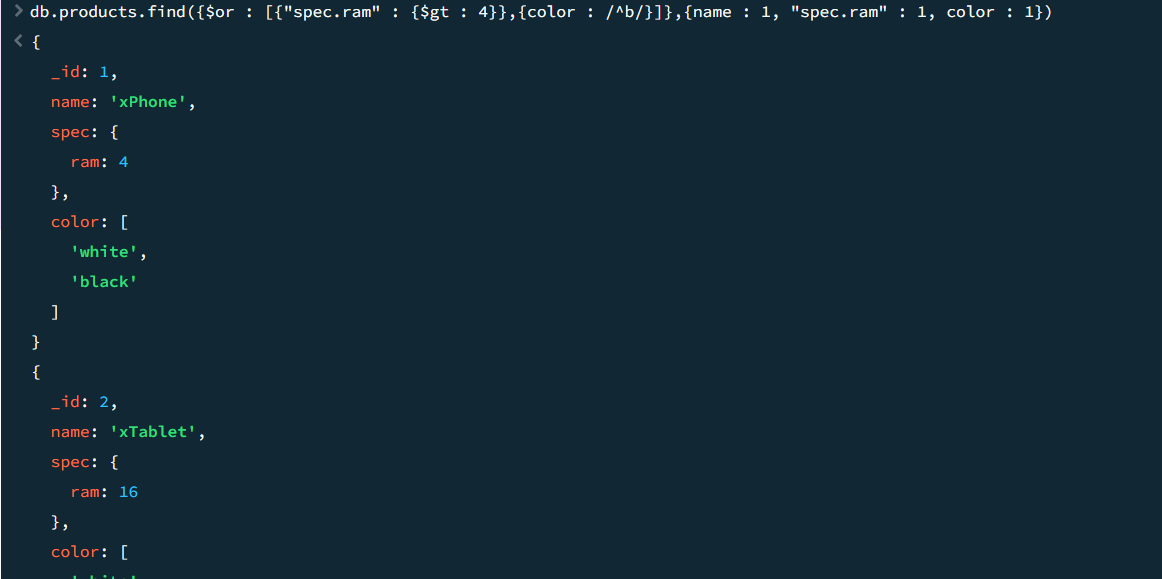 > db.products.find({$or : [{"spec.ram" : {$gt : 4}},{color : /^b/}]},{name : 1, "spec.ram" : 1, color : 1})
< {
_id: 1,
name: 'xPhone',
spec: {
ram: 4
},
color: [
'white',
'black'
]
}
{
_id: 2,
name: 'xTablet',
spec: {
ram: 16
},
color: [